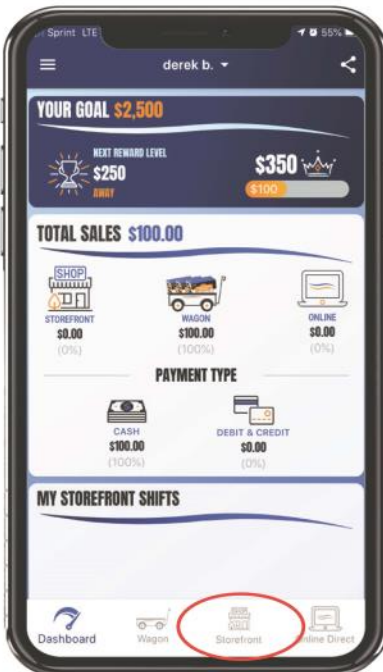 Sprint LTE
55%
derek b.
YOUR GOAL $2,500
NEXT REWARD LEVEL
$250
AWAY
$350
$100
TOTAL SALES $100.00
SHOP
STOREFRONT
$0.00
(0%)
WAGON
$100.00
(100%)
ONLINE
$0.00
(0%)
PAYMENT TYPE
CASH
$100.00
(100%)
DEBIT & CREDIT
$0.00
(0%)
MY STOREFRONT SHIFTS
Dashboard
Wagon
Storefront
Online Direct